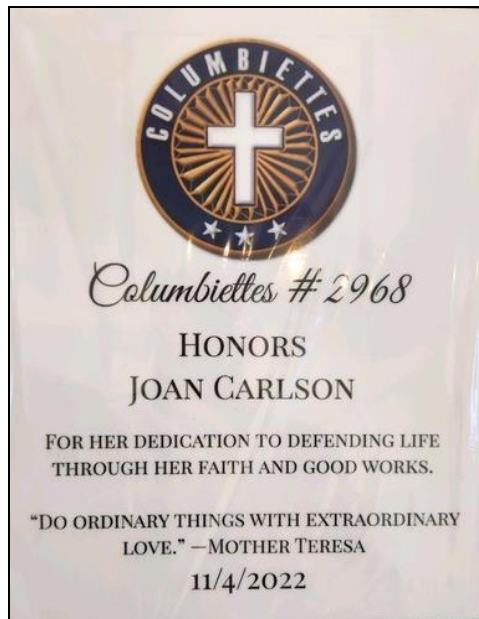 COLUMBIETTES
Columbiettes # 2968
HONORS
JOAN CARLSON
FOR HER DEDICATION TO DEFENDING LIFE
THROUGH HER FAITH AND GOOD WORKS.
“DO ORDINARY THINGS WITH EXTRAORDINARY
LOVE.” —MOTHER TERESA
11/4/2022